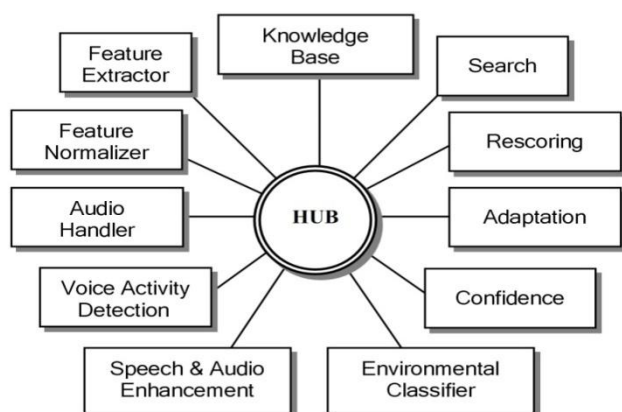 Knowledge
Base
Feature
Extractor
Search
Feature
Normalizer
Rescoring
Audio
Handler
HUB
Adaptation
Voice Activity
Detection
Confidence
Speech & Audio
Enhancement
Environmental
Classifier